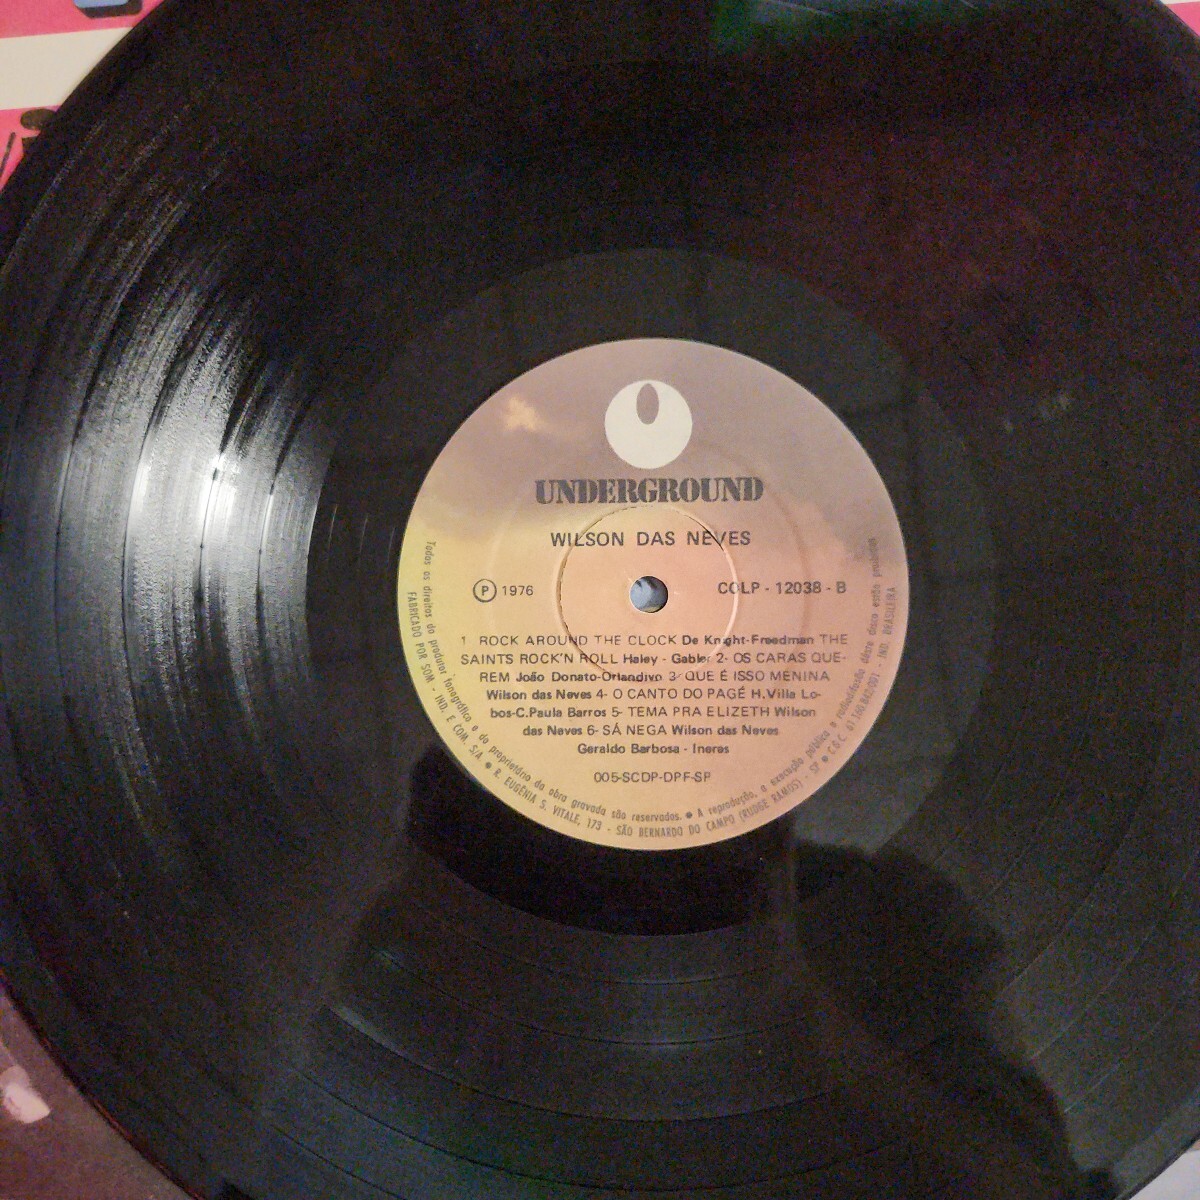 UNDERGROUND
WILSON DAS NEVES
Ⓟ 1976
COLP - 12038 - B
1 ROCK AROUND THE CLOCK De Knight-Freedman THE
SAINTS ROCK'N ROLL Haley - Gabler 2- OS CARAS QUE-
REM João Donato-Orlandivo 3- QUE É ISSO MENINA
Wilson das Neves 4- O CANTO DO PAGÉ H.Villa Lo-
bos-C.Paula Barros 5- TEMA PRA ELIZETH Wilson
das Neves 6- SÁ NEGA Wilson das Neves
Geraldo Barbosa - Ineres
005-SCDP-DPF-SP
Todos os direitos do produtor fonográfico e do proprietário da obra gravada são reservados. ● A reprodução, a execução pública e radiodifusão deste disco estão proibidas
FABRICADO POR SOM - IND. E COM. S/A ● R. EUGÊNIA S. VITALE, 173 - SÃO BERNARDO DO CAMPO (RUDGE RAMOS) - SP ● C.G.C. 61 IND. BRASILEIRA